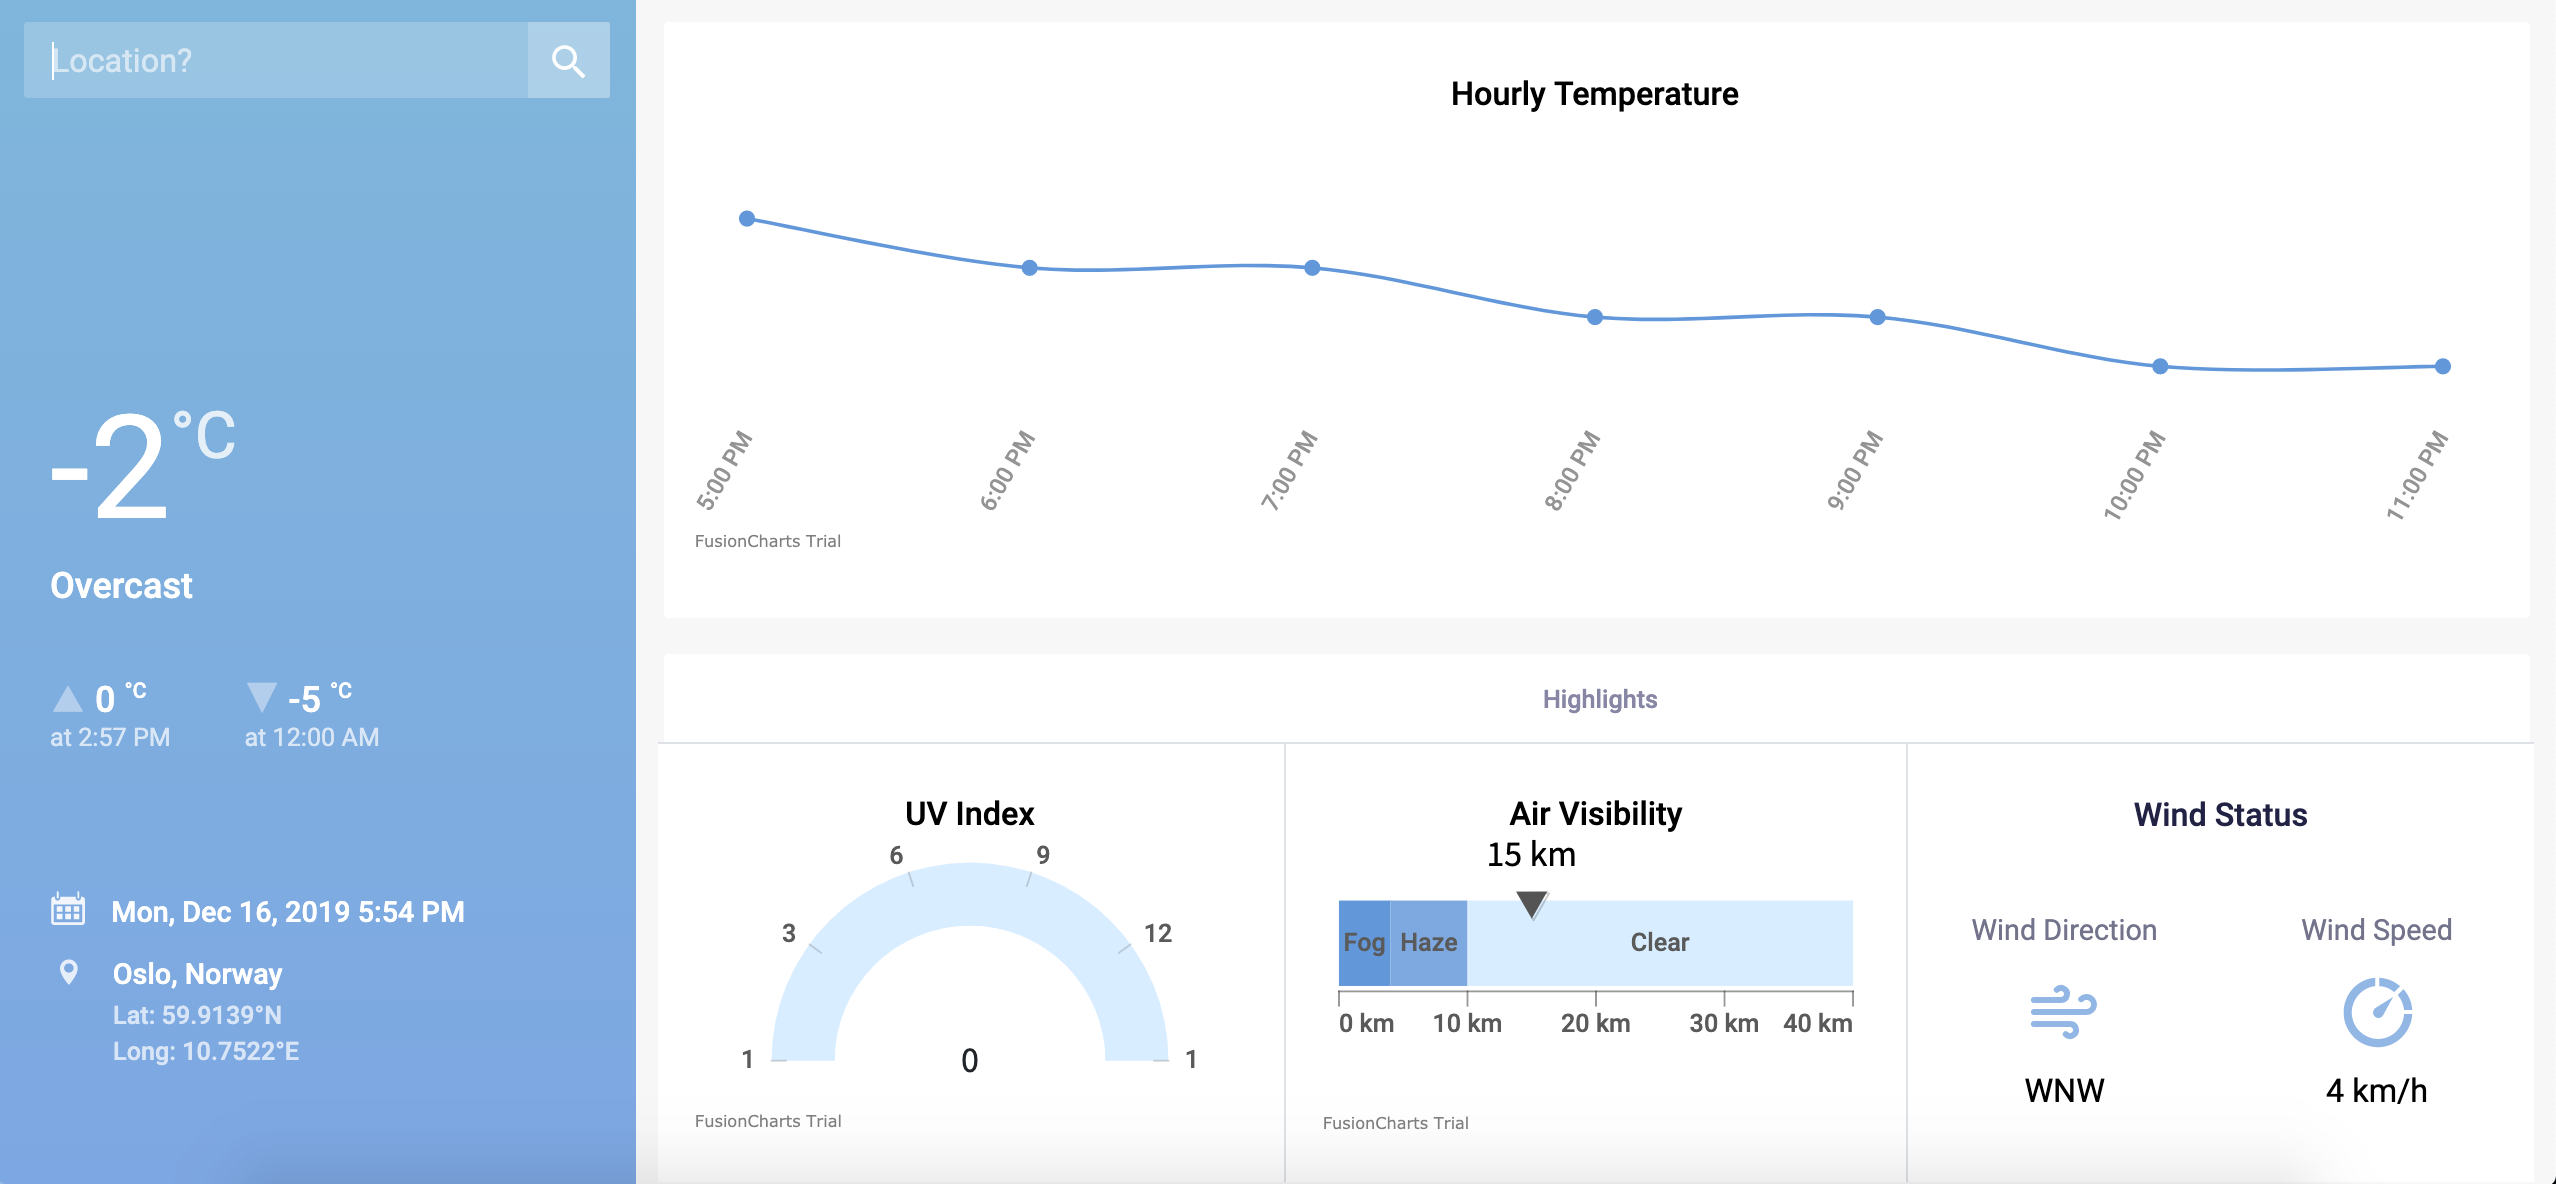 Location?
-2 °C
Overcast
0 °C
at 2:57 PM
-5 °C
at 12:00 AM
Mon, Dec 16, 2019 5:54 PM
Oslo, Norway
Lat: 59.9139°N
Long: 10.7522°E
Hourly Temperature
5:00 PM
6:00 PM
7:00 PM
8:00 PM
9:00 PM
10:00 PM
11:00 PM
FusionCharts Trial
Highlights
UV Index
1
3
6
9
12
1
0
FusionCharts Trial
Air Visibility
15 km
Fog Haze Clear
0 km 10 km 20 km 30 km 40 km
FusionCharts Trial
Wind Status
Wind Direction
WNW
Wind Speed
4 km/h